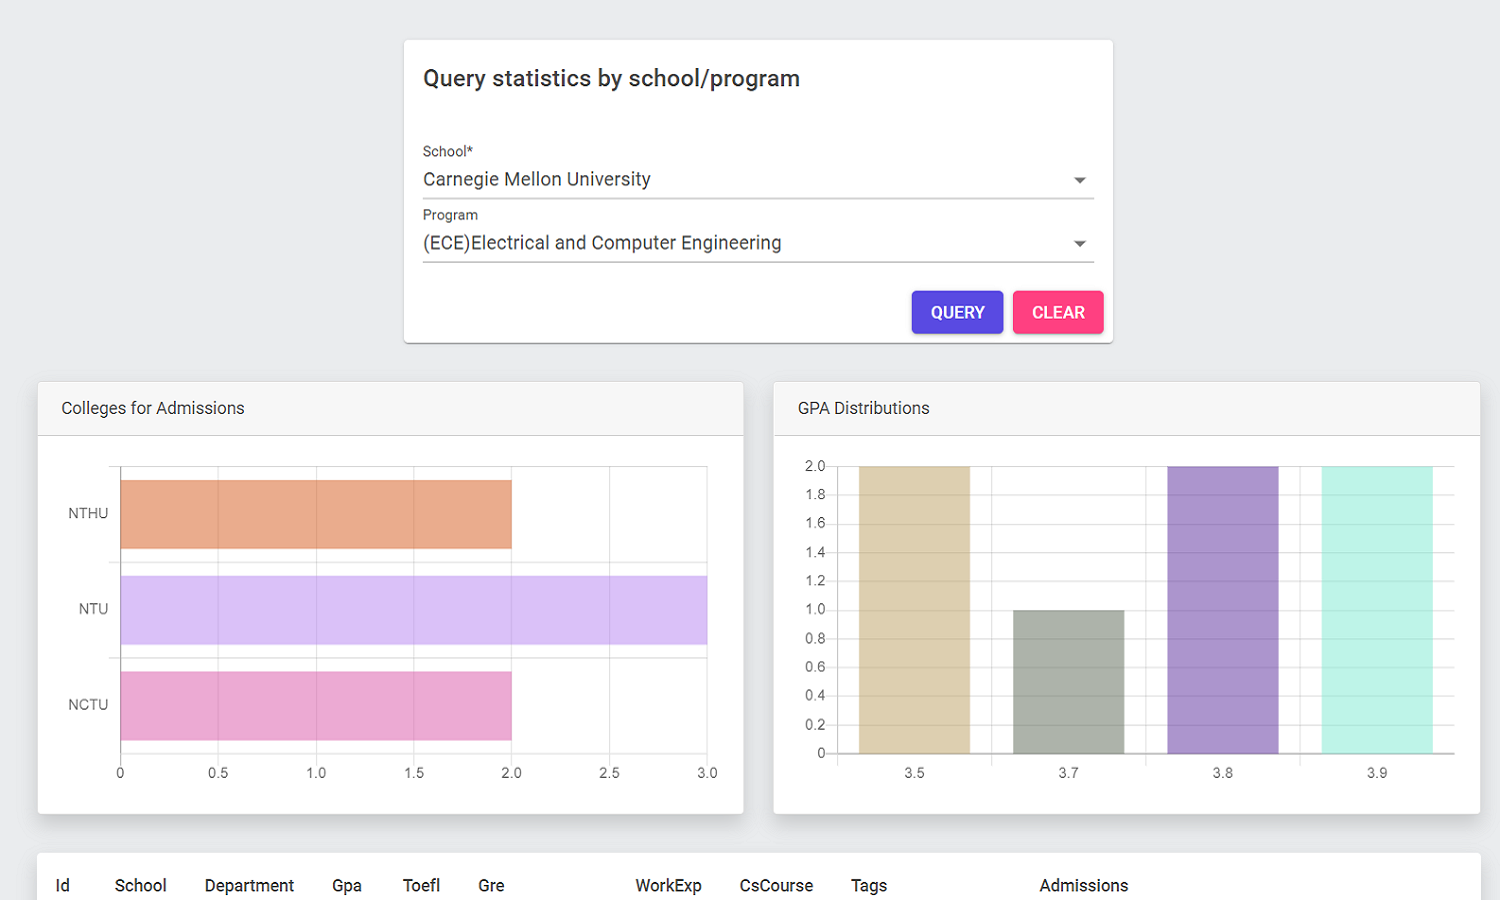 Query statistics by school/program
School*
Carnegie Mellon University
Program
(ECE)Electrical and Computer Engineering
QUERY CLEAR
Colleges for Admissions
NTHU
NTU
NCTU
0 0.5 1.0 1.5 2.0 2.5 3.0
GPA Distributions
2.0
1.8
1.6
1.4
1.2
1.0
0.8
0.6
0.4
0.2
0
3.5 3.7 3.8 3.9
Id School Department Gpa Toefl Gre WorkExp CsCourse Tags Admissions